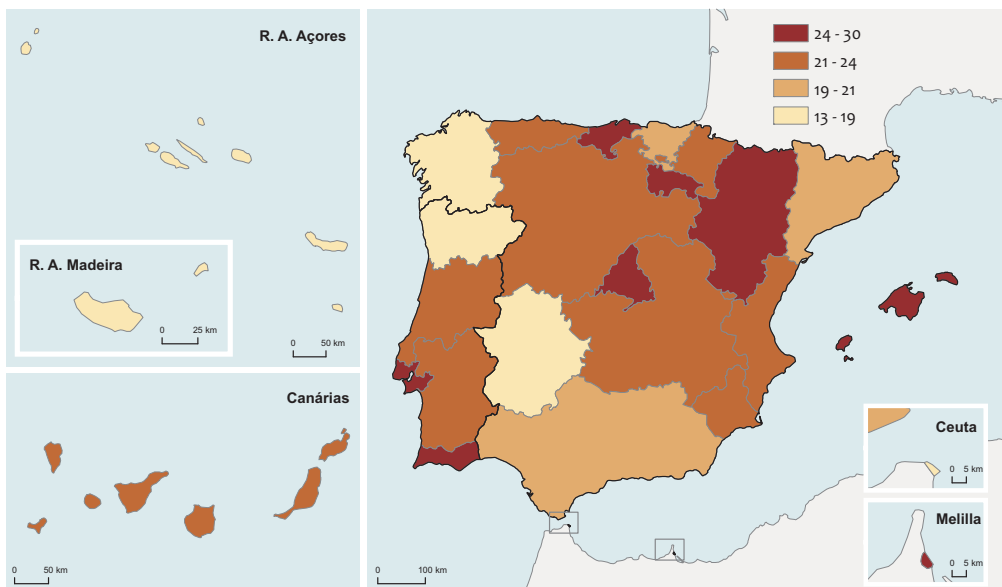 R. A. Açores
R. A. Madeira
0 25 km
0 50 km
Canárias
0 50 km
24 - 30
21 - 24
19 - 21
13 - 19
0 100 km
Ceuta
0 5 km
Melilla
0 5 km